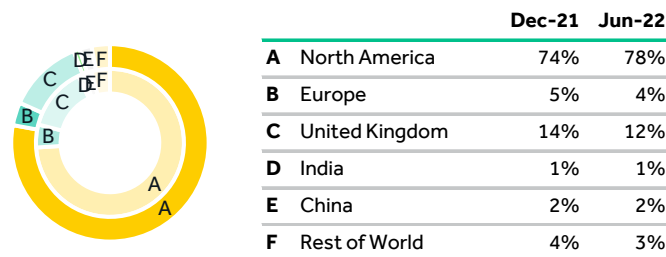 Dec-21 Jun-22
A North America 74% 78%
B Europe 5% 4%
C United Kingdom 14% 12%
D India 1% 1%
E China 2% 2%
F Rest of World 4% 3%
D E F
C
D E F
C
B
B
A
A